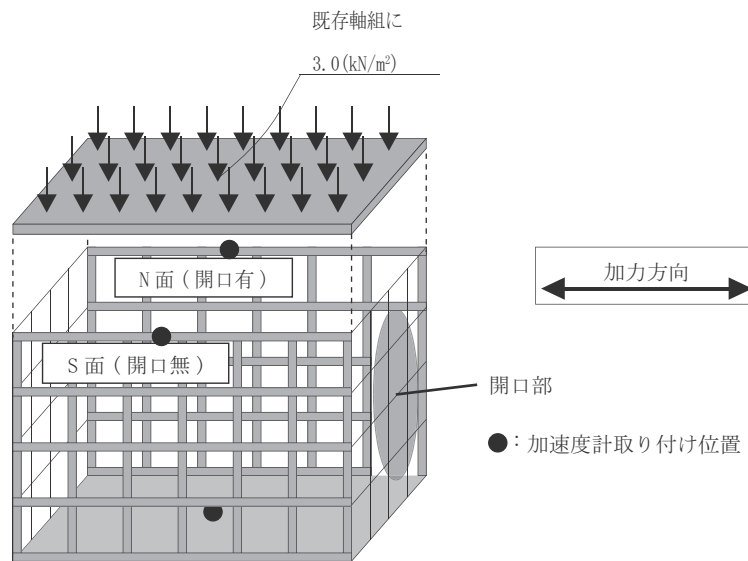 既存軸組に
3.0(kN/m²)
N面(開口有)
加力方向
S面(開口無)
開口部
●:加速度計取り付け位置